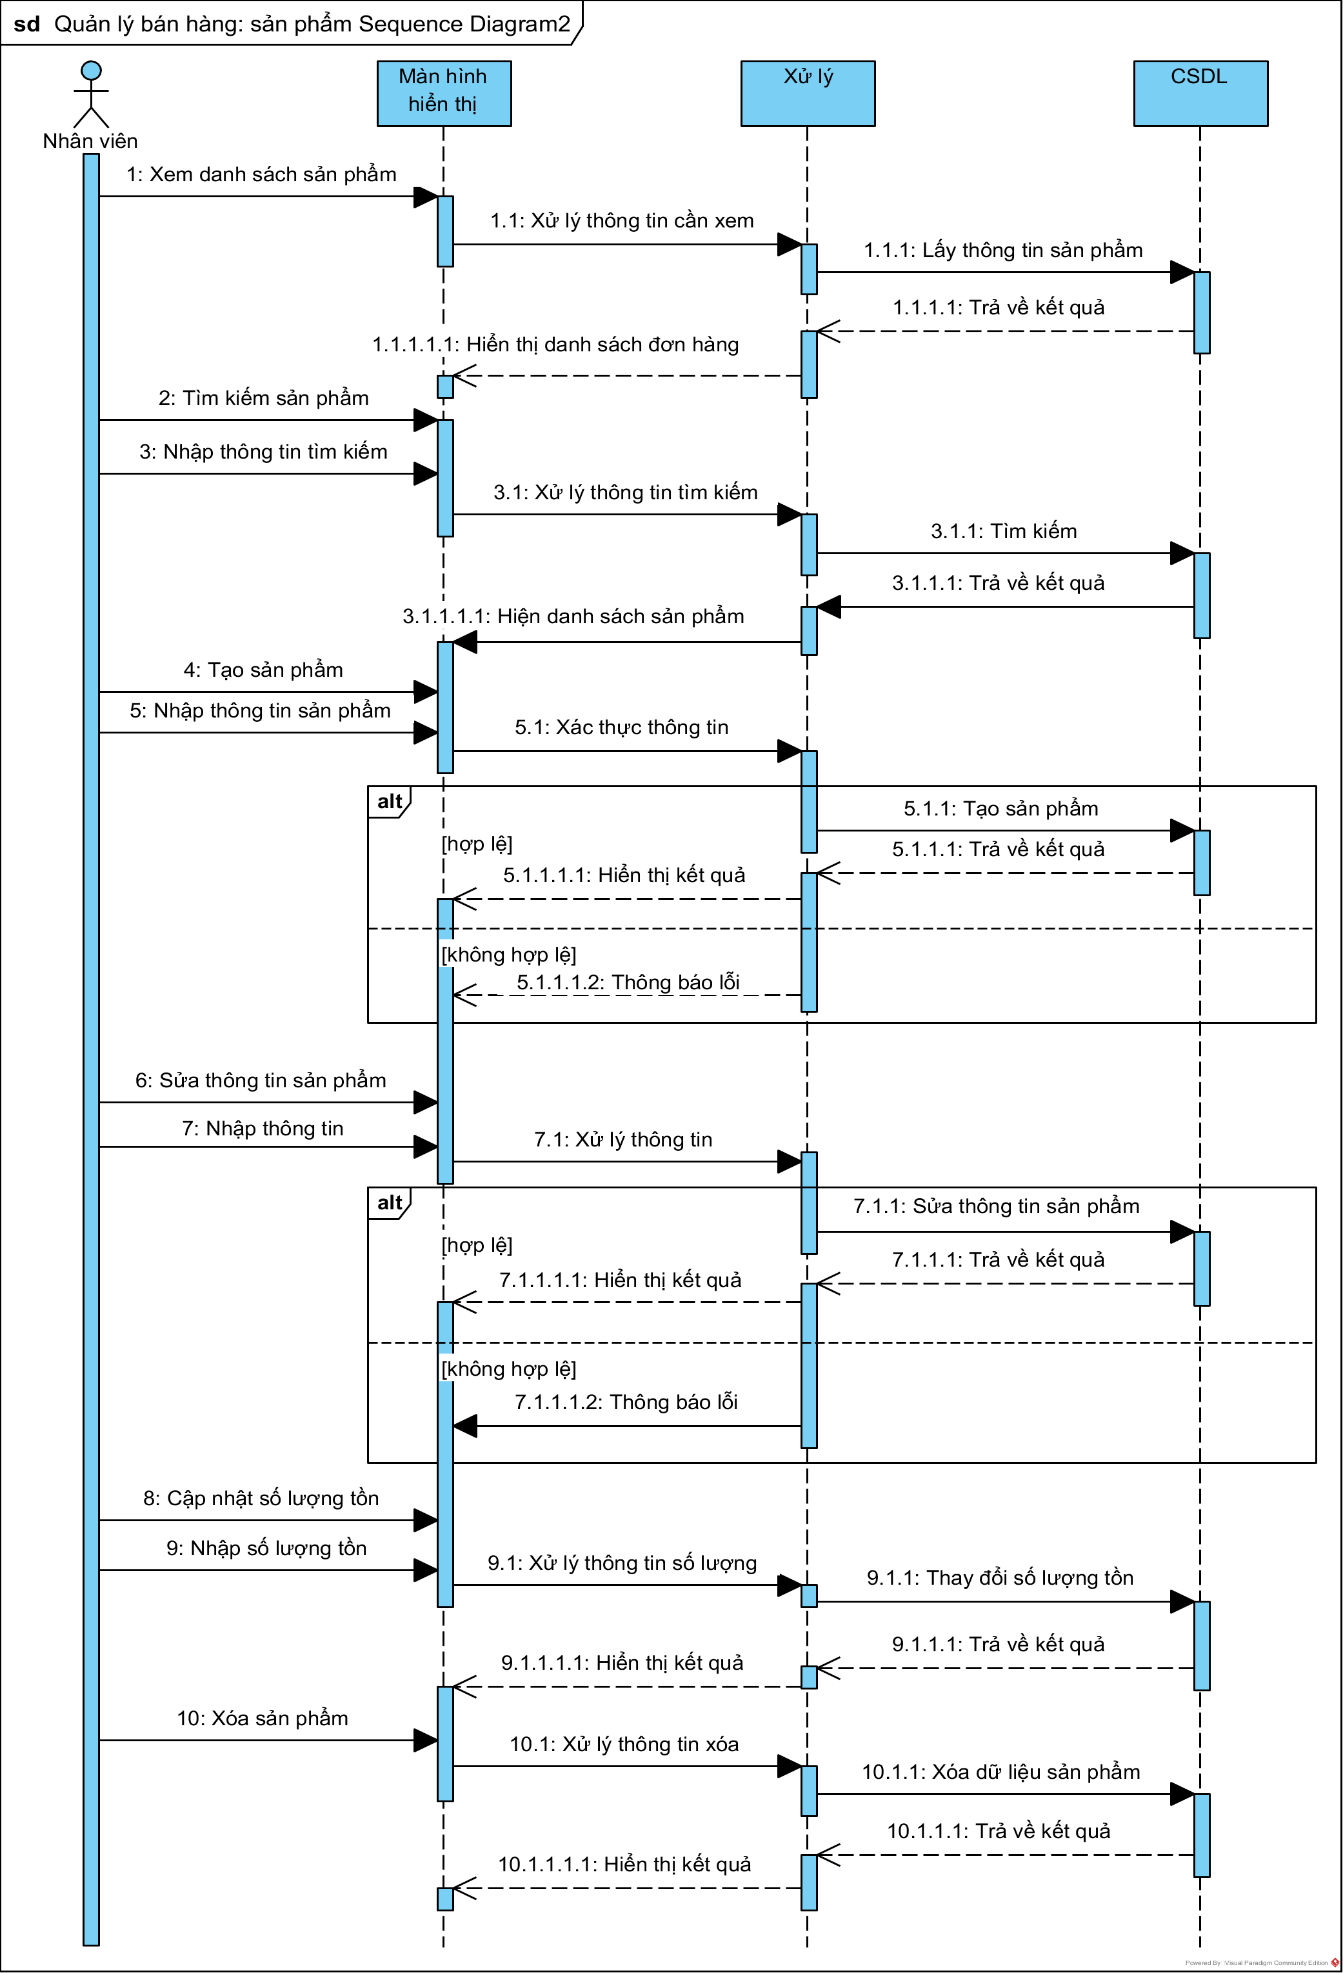 sd Quản lý bán hàng: sản phẩm Sequence Diagram2
Màn hình
hiển thị
Xử lý
CSDL
Nhân viên
1: Xem danh sách sản phẩm
1.1: Xử lý thông tin cần xem
1.1.1: Lấy thông tin sản phẩm
1.1.1.1: Trả về kết quả
1.1.1.1.1: Hiển thị danh sách đơn hàng
2: Tìm kiếm sản phẩm
3: Nhập thông tin tìm kiếm
3.1: Xử lý thông tin tìm kiếm
3.1.1: Tìm kiếm
3.1.1.1: Trả về kết quả
3.1.1.1.1: Hiện danh sách sản phẩm
4: Tạo sản phẩm
5: Nhập thông tin sản phẩm
5.1: Xác thực thông tin
alt
5.1.1: Tạo sản phẩm
[hợp lệ]
5.1.1.1: Trả về kết quả
5.1.1.1.1: Hiển thị kết quả
[không hợp lệ]
5.1.1.1.2: Thông báo lỗi
6: Sửa thông tin sản phẩm
7: Nhập thông tin
7.1: Xử lý thông tin
alt
7.1.1: Sửa thông tin sản phẩm
[hợp lệ]
7.1.1.1: Trả về kết quả
7.1.1.1.1: Hiển thị kết quả
[không hợp lệ]
7.1.1.1.2: Thông báo lỗi
8: Cập nhật số lượng tồn
9: Nhập số lượng tồn
9.1: Xử lý thông tin số lượng
9.1.1: Thay đổi số lượng tồn
9.1.1.1: Trả về kết quả
9.1.1.1.1: Hiển thị kết quả
10: Xóa sản phẩm
10.1: Xử lý thông tin xóa
10.1.1: Xóa dữ liệu sản phẩm
10.1.1.1: Trả về kết quả
10.1.1.1.1: Hiển thị kết quả
Powered By Visual Paradigm Community Edition